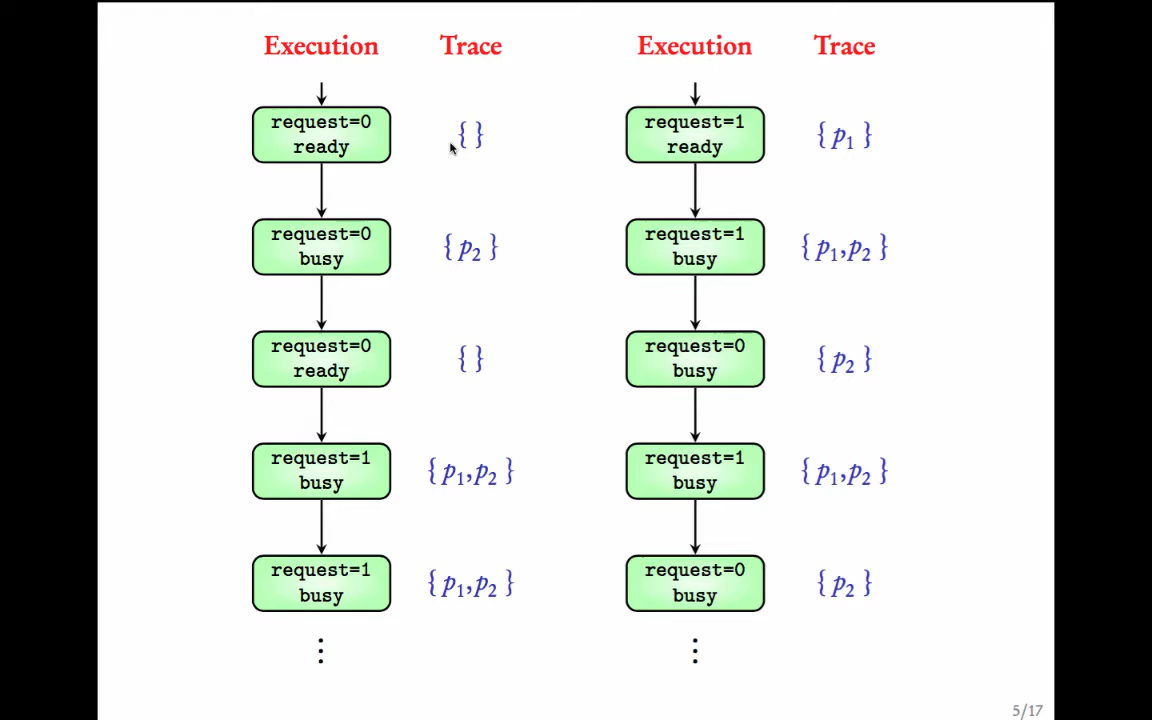 Execution Trace Execution Trace
request=0
ready
{ }
request=1
ready
{ p₁ }
request=0
busy
{ p₂ }
request=1
busy
{ p₁,p₂ }
request=0
ready
{ }
request=0
busy
{ p₂ }
request=1
busy
{ p₁,p₂ }
request=1
busy
{ p₁,p₂ }
request=1
busy
{ p₁,p₂ }
request=0
busy
{ p₂ }
5/17